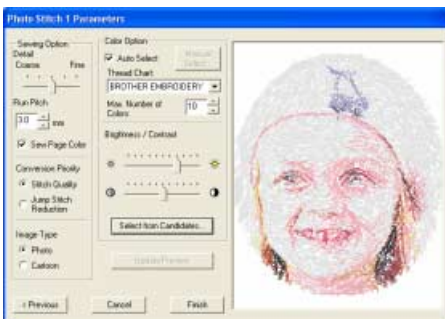 Photo Stitch 1 Parameters
Sewing Option
Detail
Coarse Fine
Run Pitch
3.0 mm
Sew Page Color
Conversion Priority
Stitch Quality
Jump Stitch
Reduction
Image Type
Photo
Cartoon
Color Option
Auto Select
Manual
Select...
Thread Chart
BROTHER EMBROIDERY
Max. Number of
Colors
10
Brightness / Contrast
Select from Candidates...
Update Preview
< Previous
Cancel
Finish